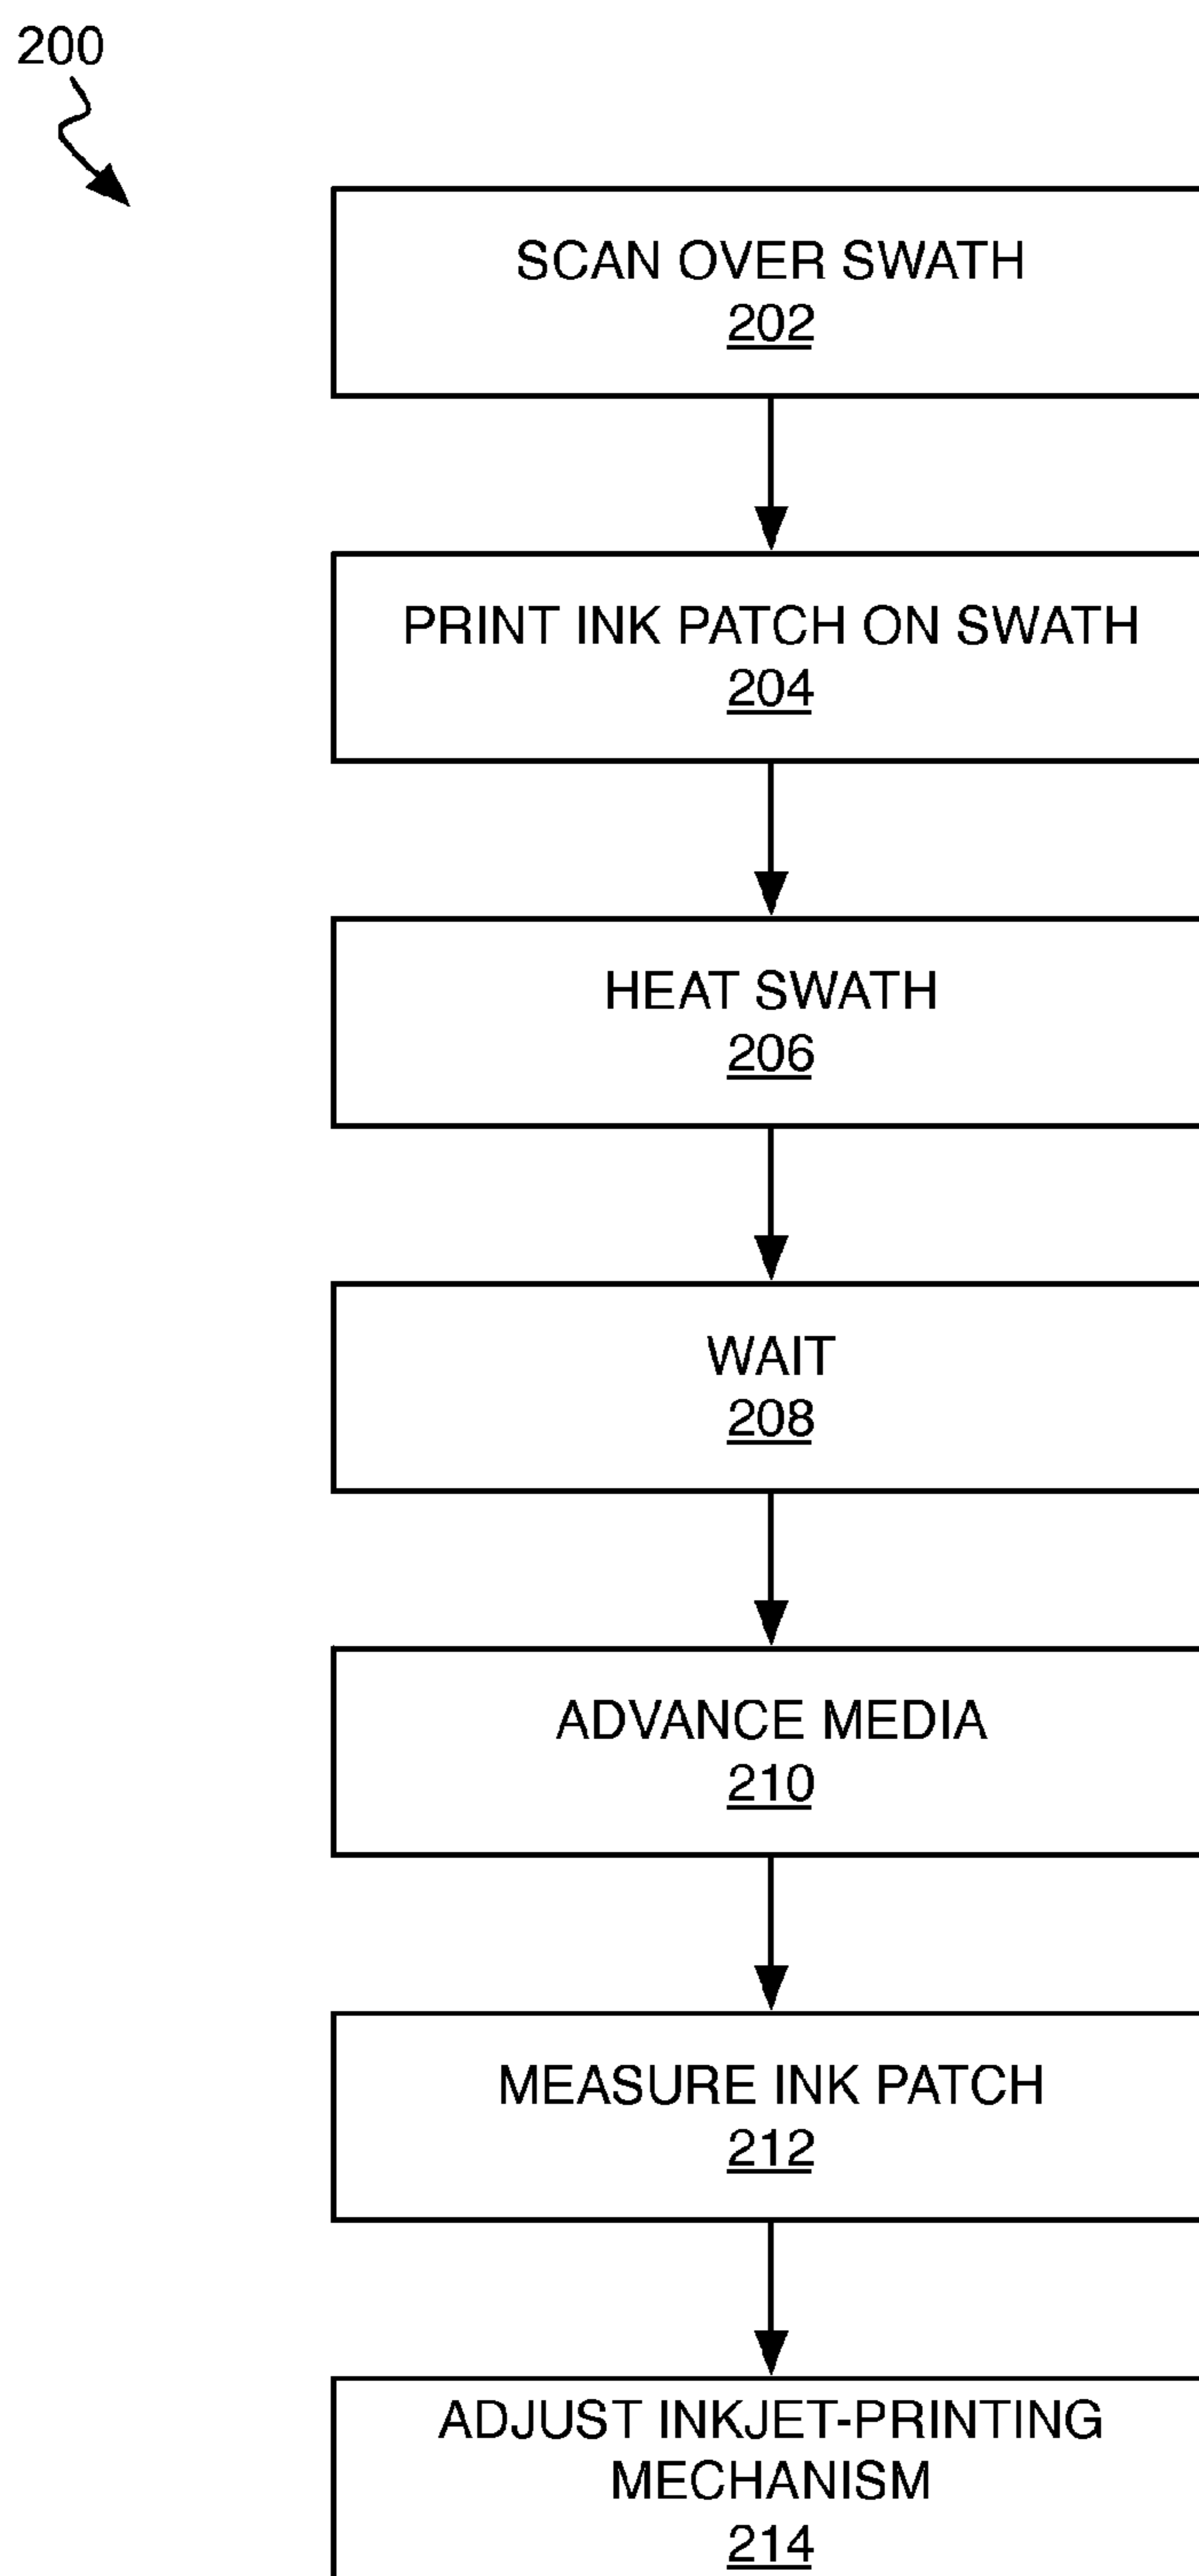 200
SCAN OVER SWATH
202
PRINT INK PATCH ON SWATH
204
HEAT SWATH
206
WAIT
208
ADVANCE MEDIA
210
MEASURE INK PATCH
212
ADJUST INKJET-PRINTING
MECHANISM
214